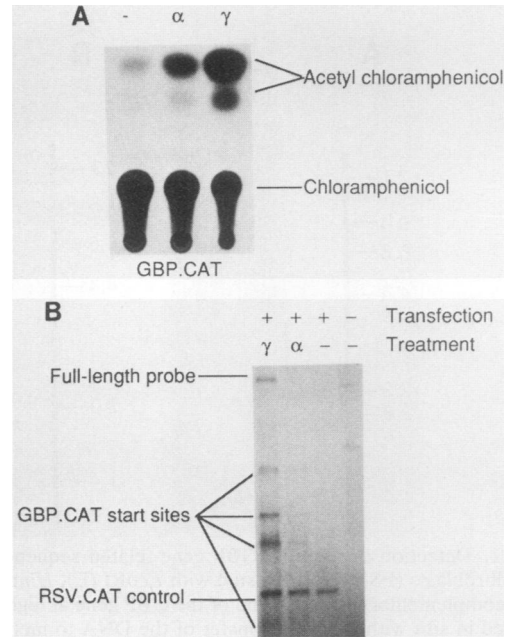 A
- α γ
Acetyl chloramphenicol
Chloramphenicol
GBP.CAT
B
+ + + – Transfection
γ α – – Treatment
Full-length probe
GBP.CAT start sites
RSV.CAT control